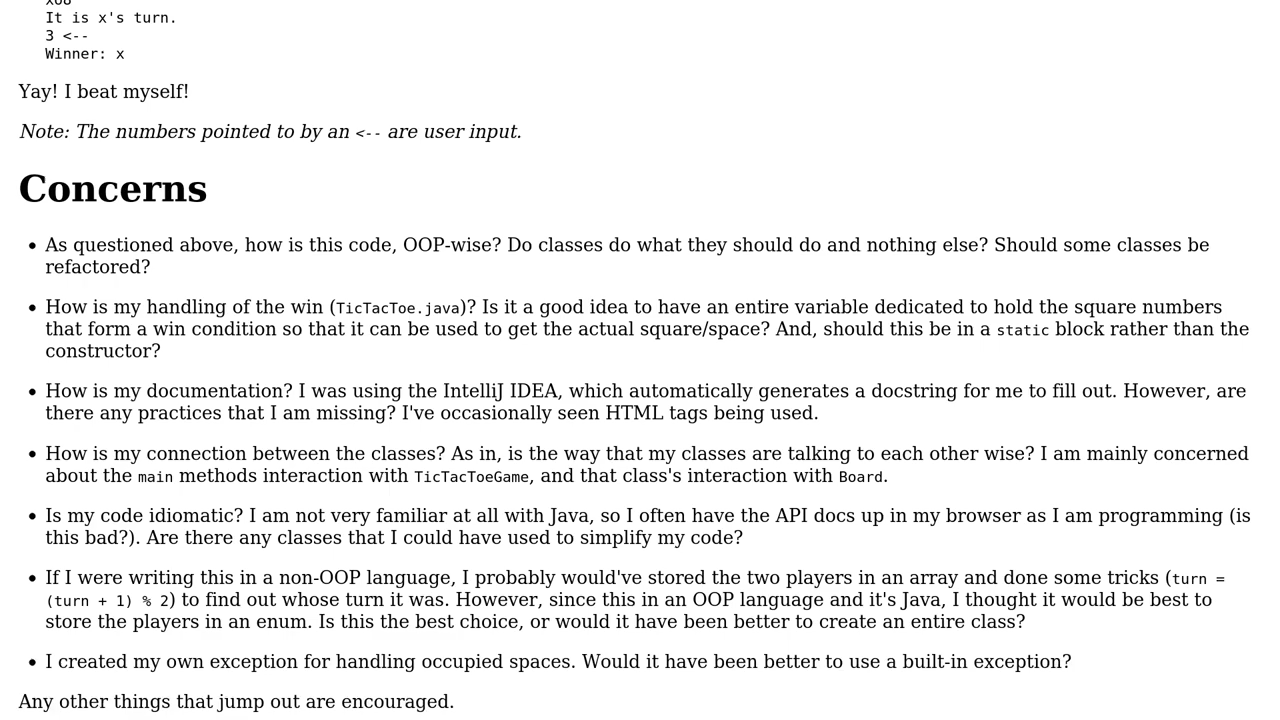 It is x's turn.
3 <--
Winner: x
Yay! I beat myself!
Note: The numbers pointed to by an <-- are user input.
Concerns
• As questioned above, how is this code, OOP-wise? Do classes do what they should do and nothing else? Should some classes be
refactored?
• How is my handling of the win (TicTacToe.java)? Is it a good idea to have an entire variable dedicated to hold the square numbers
that form a win condition so that it can be used to get the actual square/space? And, should this be in a static block rather than the
constructor?
• How is my documentation? I was using the IntelliJ IDEA, which automatically generates a docstring for me to fill out. However, are
there any practices that I am missing? I've occasionally seen HTML tags being used.
• How is my connection between the classes? As in, is the way that my classes are talking to each other wise? I am mainly concerned
about the main methods interaction with TicTacToeGame, and that class's interaction with Board.
• Is my code idiomatic? I am not very familiar at all with Java, so I often have the API docs up in my browser as I am programming (is
this bad?). Are there any classes that I could have used to simplify my code?
• If I were writing this in a non-OOP language, I probably would've stored the two players in an array and done some tricks (turn =
(turn + 1) % 2) to find out whose turn it was. However, since this in an OOP language and it's Java, I thought it would be best to
store the players in an enum. Is this the best choice, or would it have been better to create an entire class?
• I created my own exception for handling occupied spaces. Would it have been better to use a built-in exception?
Any other things that jump out are encouraged.